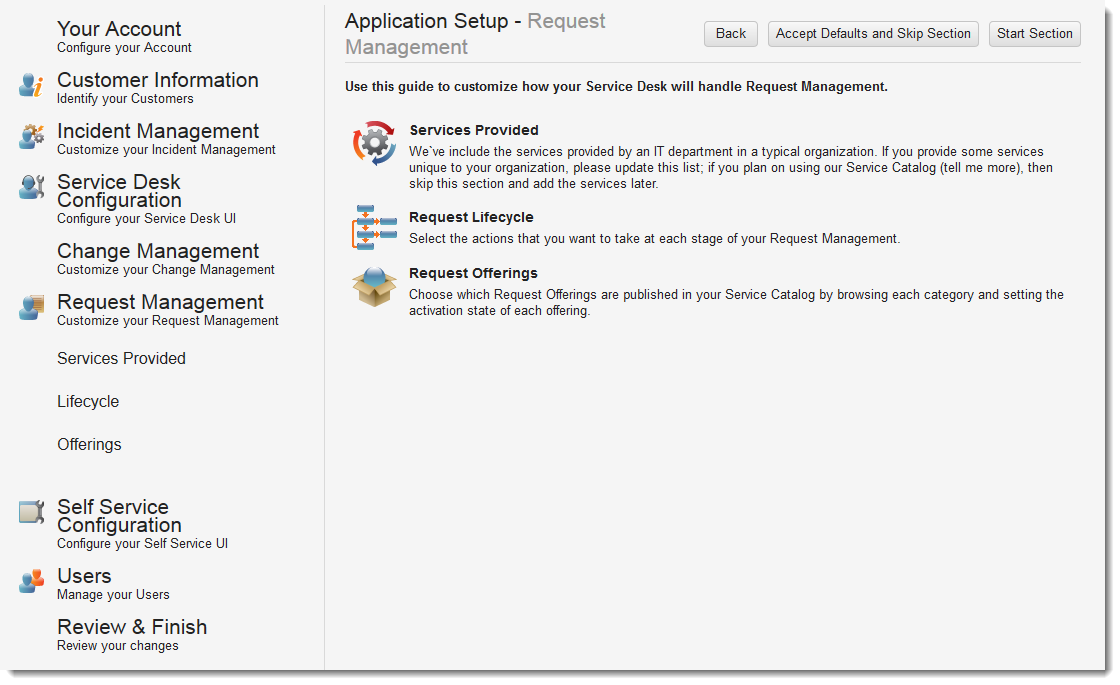 Your Account
Configure your Account
Customer Information
Identify your Customers
Incident Management
Customize your Incident Management
Service Desk
Configuration
Configure your Service Desk UI
Change Management
Customize your Change Management
Request Management
Customize your Request Management
Services Provided
Lifecycle
Offerings
Self Service
Configuration
Configure your Self Service UI
Users
Manage your Users
Review & Finish
Review your changes
Application Setup - Request
Management
Back
Accept Defaults and Skip Section
Start Section
Use this guide to customize how your Service Desk will handle Request Management.
Services Provided
We`ve include the services provided by an IT department in a typical organization. If you provide some services
unique to your organization, please update this list; if you plan on using our Service Catalog (tell me more), then
skip this section and add the services later.
Request Lifecycle
Select the actions that you want to take at each stage of your Request Management.
Request Offerings
Choose which Request Offerings are published in your Service Catalog by browsing each category and setting the
activation state of each offering.